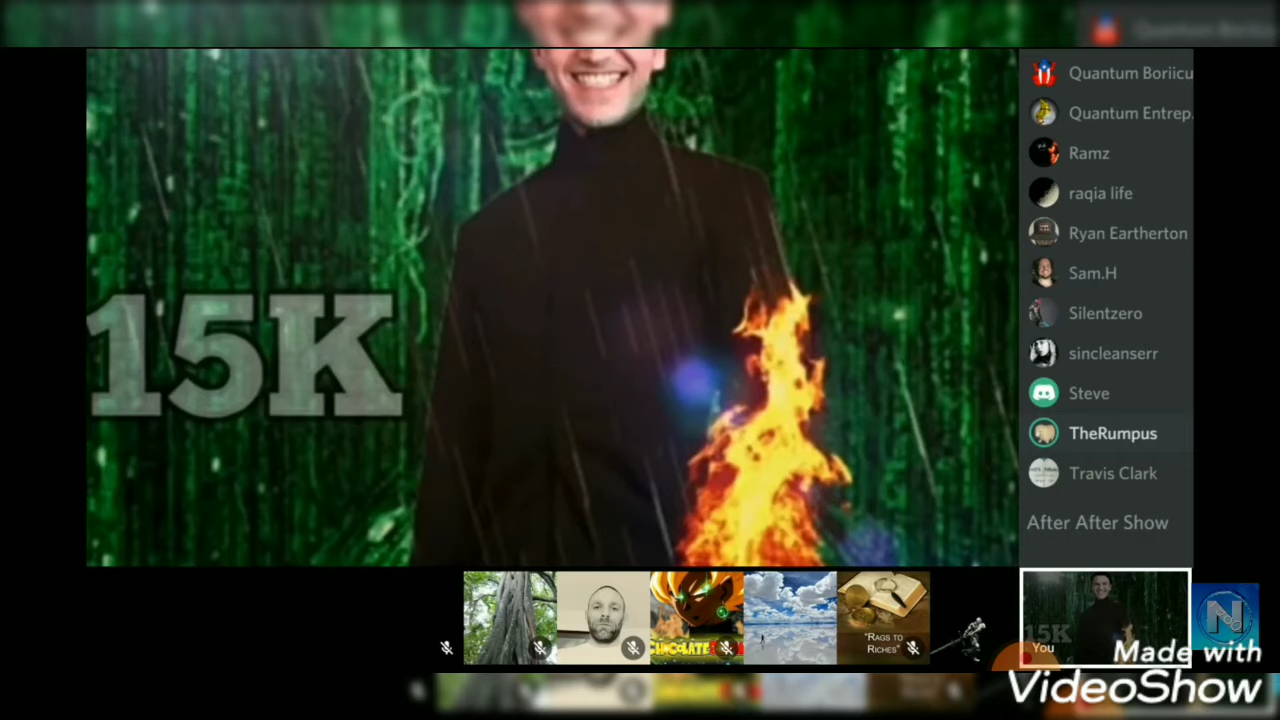 Quantum Boriicu
Quantum Entrep.
Ramz
raqia life
Ryan Eartherton
Sam.H
Silentzero
sincleanserr
Steve
TheRumpus
Travis Clark
After After Show
15K
"RAGS TO
RICHES"
15K
You
N
Made with
VideoShow